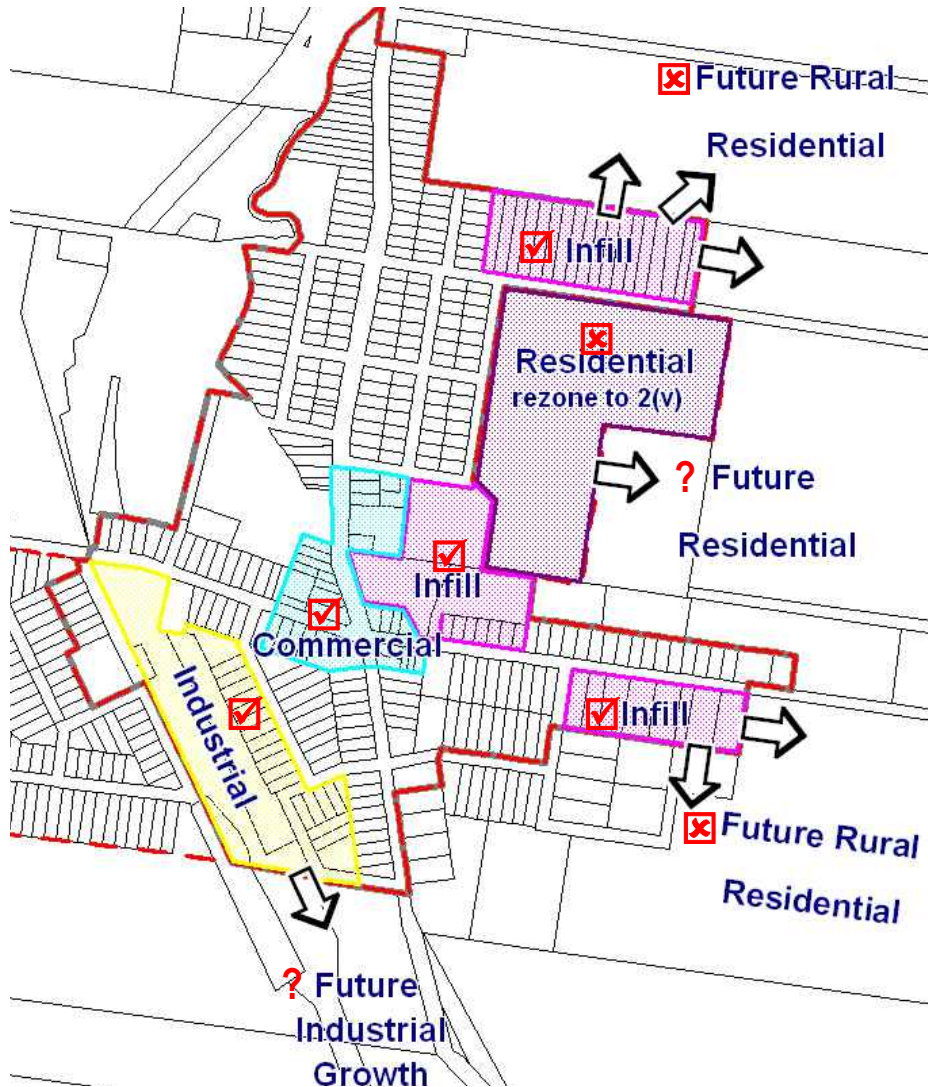 4
Future Rural
Residential
Infill
Residential
rezone to 2(v)
? Future
Residential
Infill
Commercial
Industrial
Infill
Future Rural
Residential
? Future
Industrial
Growth